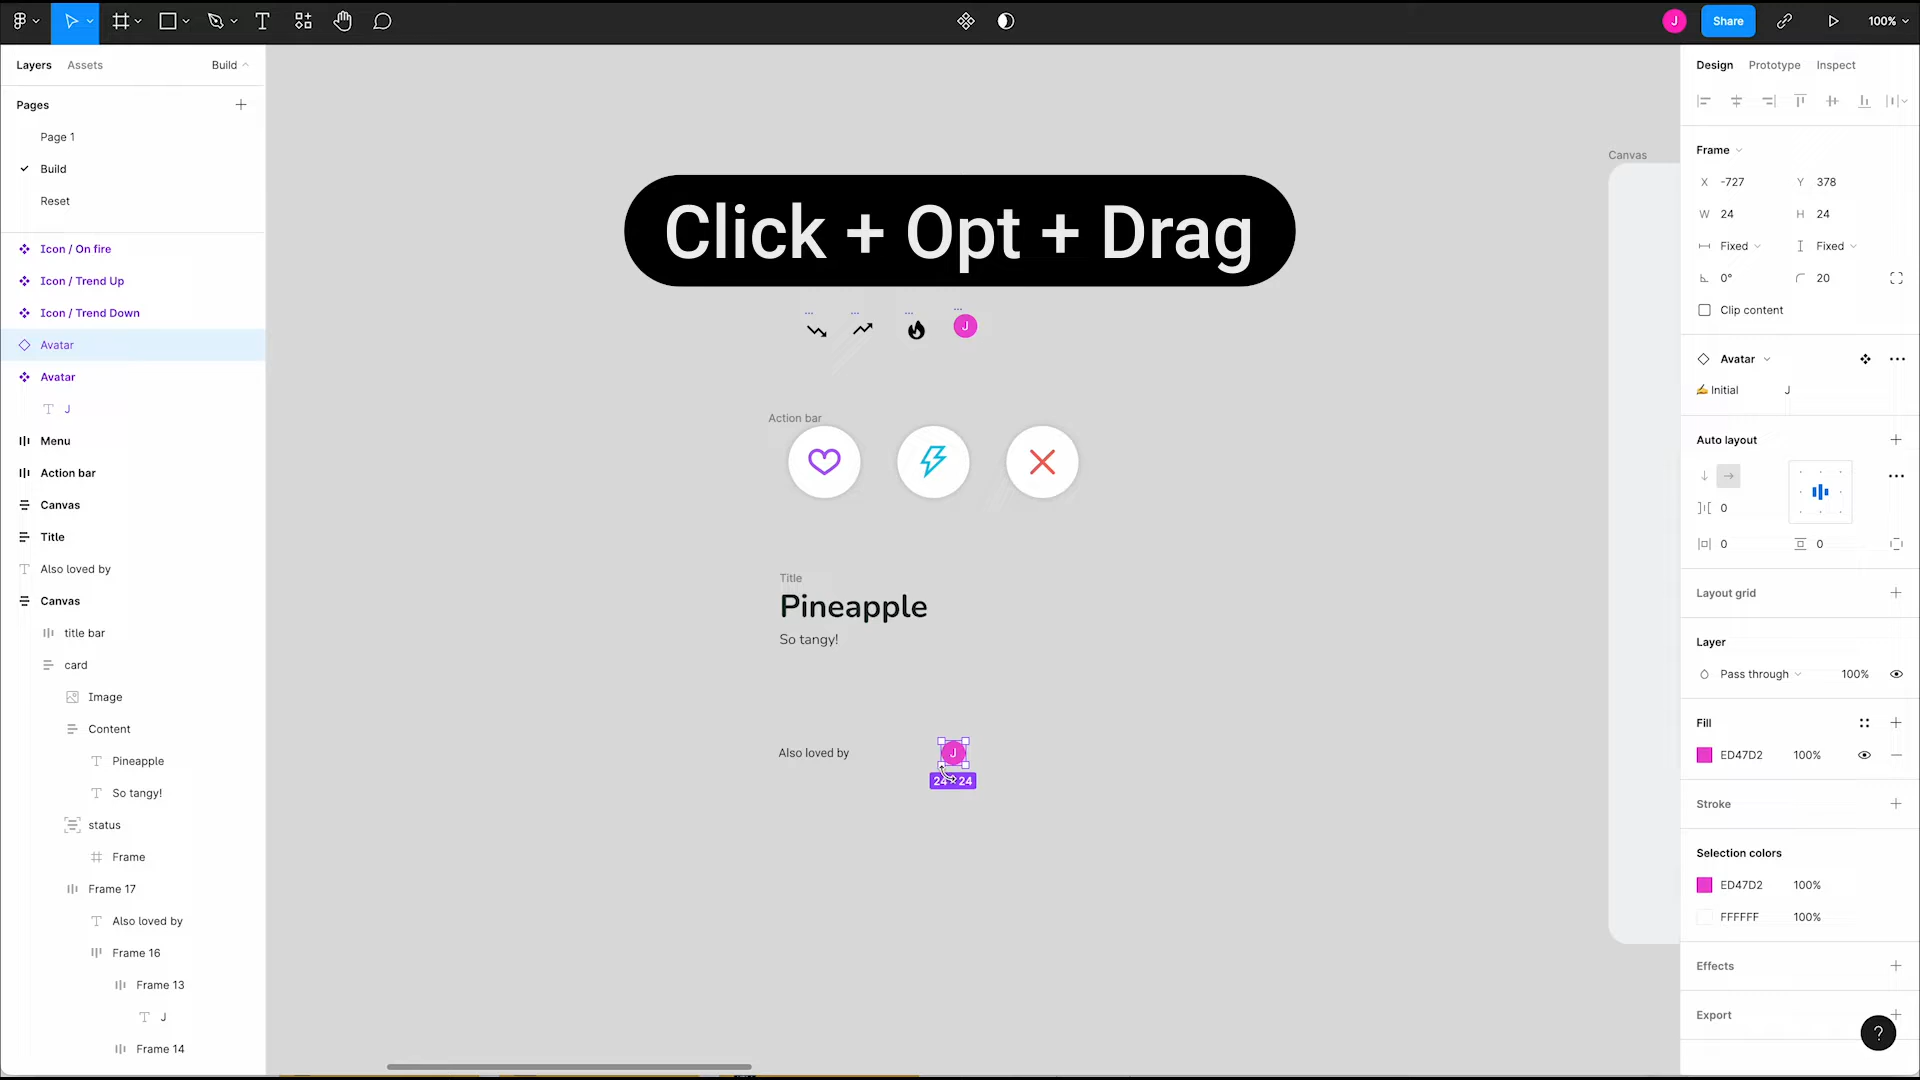 J
Share
100%
Layers
Assets
Build
Pages
Page 1
Build
Reset
Icon / On fire
Icon / Trend Up
Icon / Trend Down
Avatar
Avatar
J
Menu
Action bar
Canvas
Title
Also loved by
Canvas
title bar
card
Image
Content
Pineapple
So tangy!
status
Frame
Frame 17
Also loved by
Frame 16
Frame 13
J
Frame 14
Click + Opt + Drag
...
...
...
...
J
Action bar
Title
Pineapple
So tangy!
Also loved by
J
24 × 24
Canvas
Design
Prototype
Inspect
Frame
X -727
Y 378
W 24
H 24
Fixed
Fixed
0°
20
Clip content
Avatar
✍️ Initial
J
Auto layout
0
0
0
Layout grid
Layer
Pass through
100%
Fill
ED47D2
100%
Stroke
Selection colors
ED47D2
100%
FFFFFF
100%
Effects
Export
?